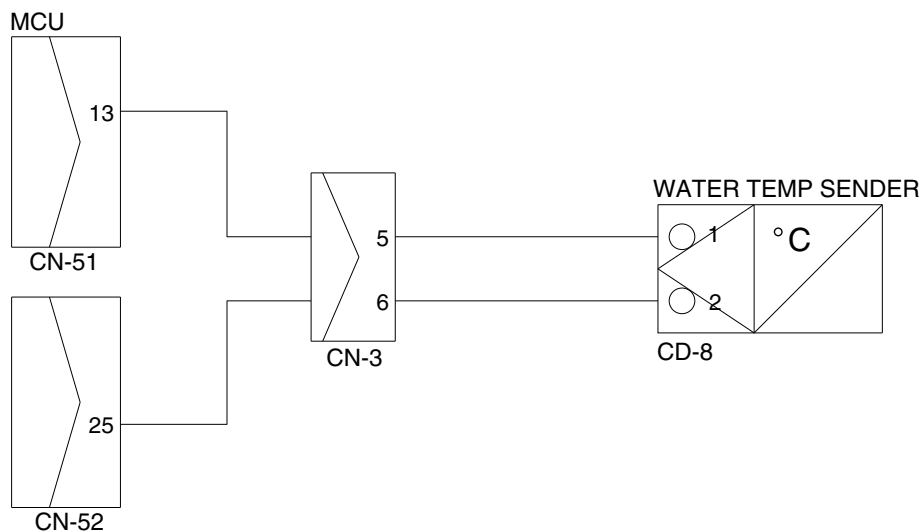 MCU
13
CN-51
25
CN-52
5
6
CN-3
WATER TEMP SENDER
1
°C
2
CD-8